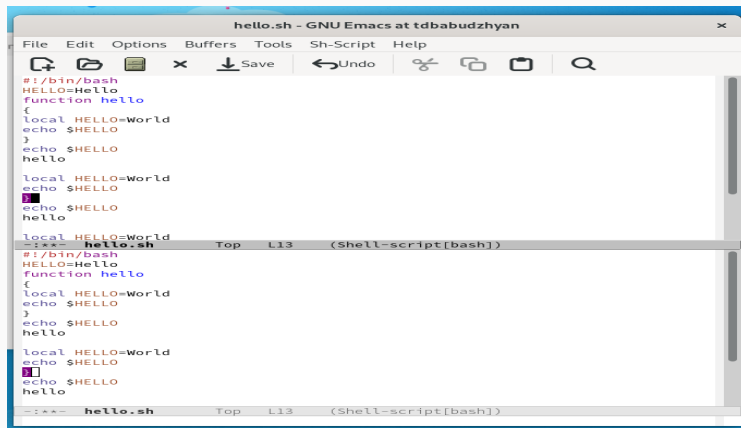 hello.sh - GNU Emacs at tdbabudzhyan
File Edit Options Buffers Tools Sh-Script Help
Save Undo
#!/bin/bash
HELLO=Hello
function hello
{
local HELLO=World
echo $HELLO
}
echo $HELLO
hello
local HELLO=World
echo $HELLO
}
echo $HELLO
hello
local HELLO=World
-:**- hello.sh Top L13 (Shell-script[bash])
#!/bin/bash
HELLO=Hello
function hello
{
local HELLO=World
echo $HELLO
}
echo $HELLO
hello
local HELLO=World
echo $HELLO
}
echo $HELLO
hello
-:**- hello.sh Top L13 (Shell-script[bash])